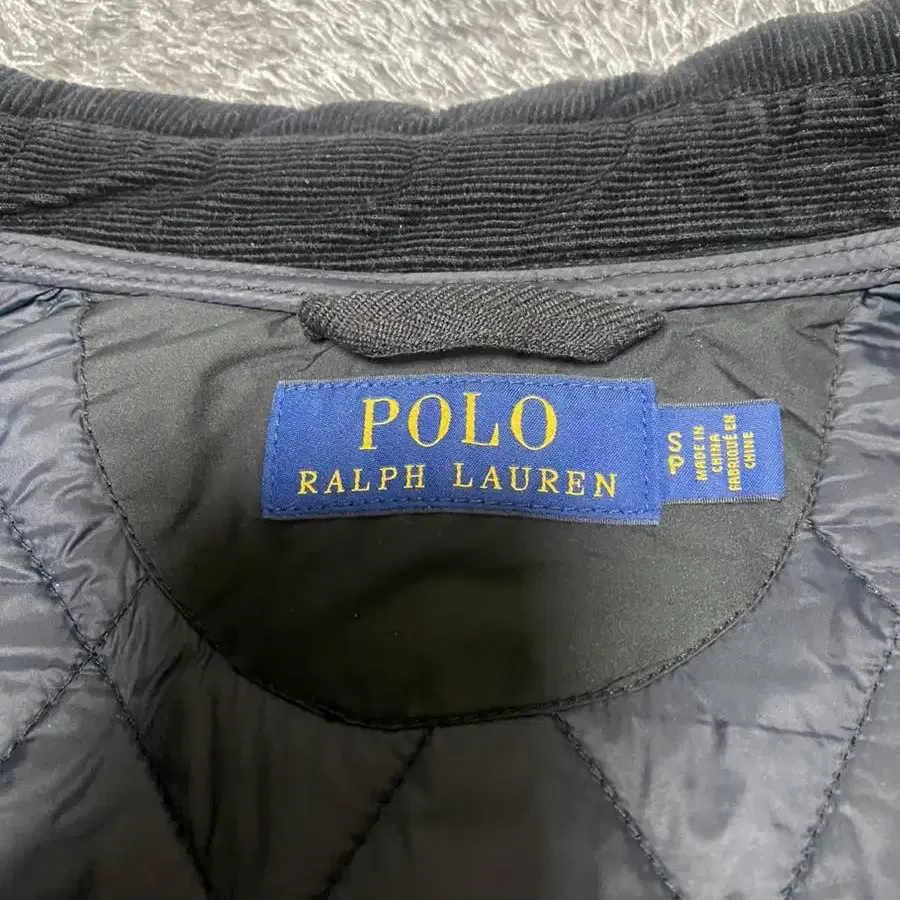 POLO
RALPH LAUREN
S
P
MADE IN
CHINA
FABRIQUÉ EN
CHINE